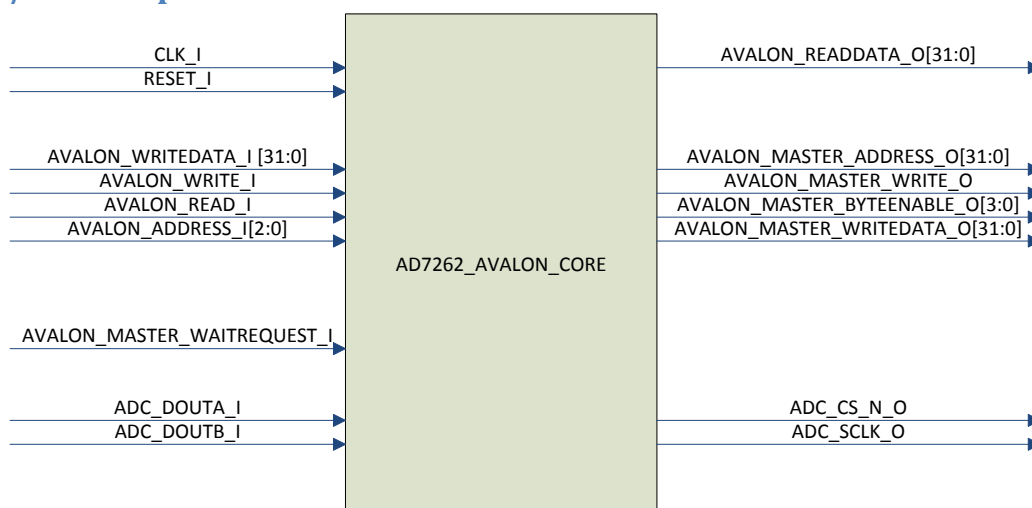 CLK_I
RESET_I
AVALON_WRITEDATA_I [31:0]
AVALON_WRITE_I
AVALON_READ_I
AVALON_ADDRESS_I[2:0]
AVALON_MASTER_WAITREQUEST_I
ADC_DOUTA_I
ADC_DOUTB_I
AD7262_AVALON_CORE
AVALON_READDATA_O[31:0]
AVALON_MASTER_ADDRESS_O[31:0]
AVALON_MASTER_WRITE_O
AVALON_MASTER_BYTEENABLE_O[3:0]
AVALON_MASTER_WRITEDATA_O[31:0]
ADC_CS_N_O
ADC_SCLK_O